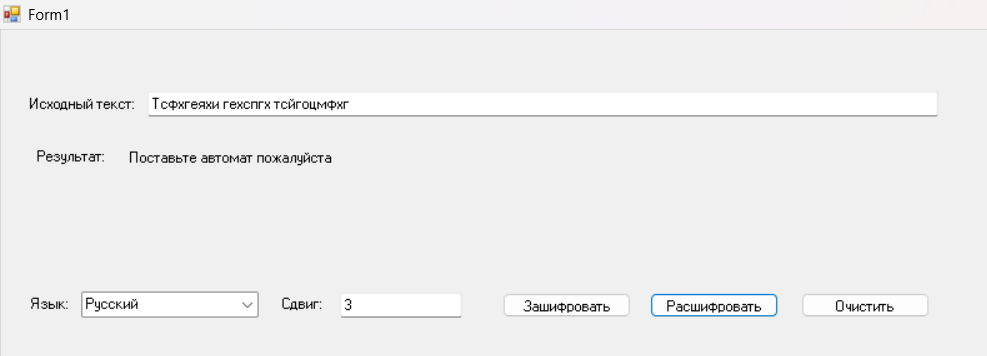 Form1
Исходный текст: Тсфхгеяхи гехспгх тсйгоцмфхг
Результат: Поставьте автомат пожалуйста
Язык: Русский Сдвиг: 3 Зашифровать Расшифровать Очистить